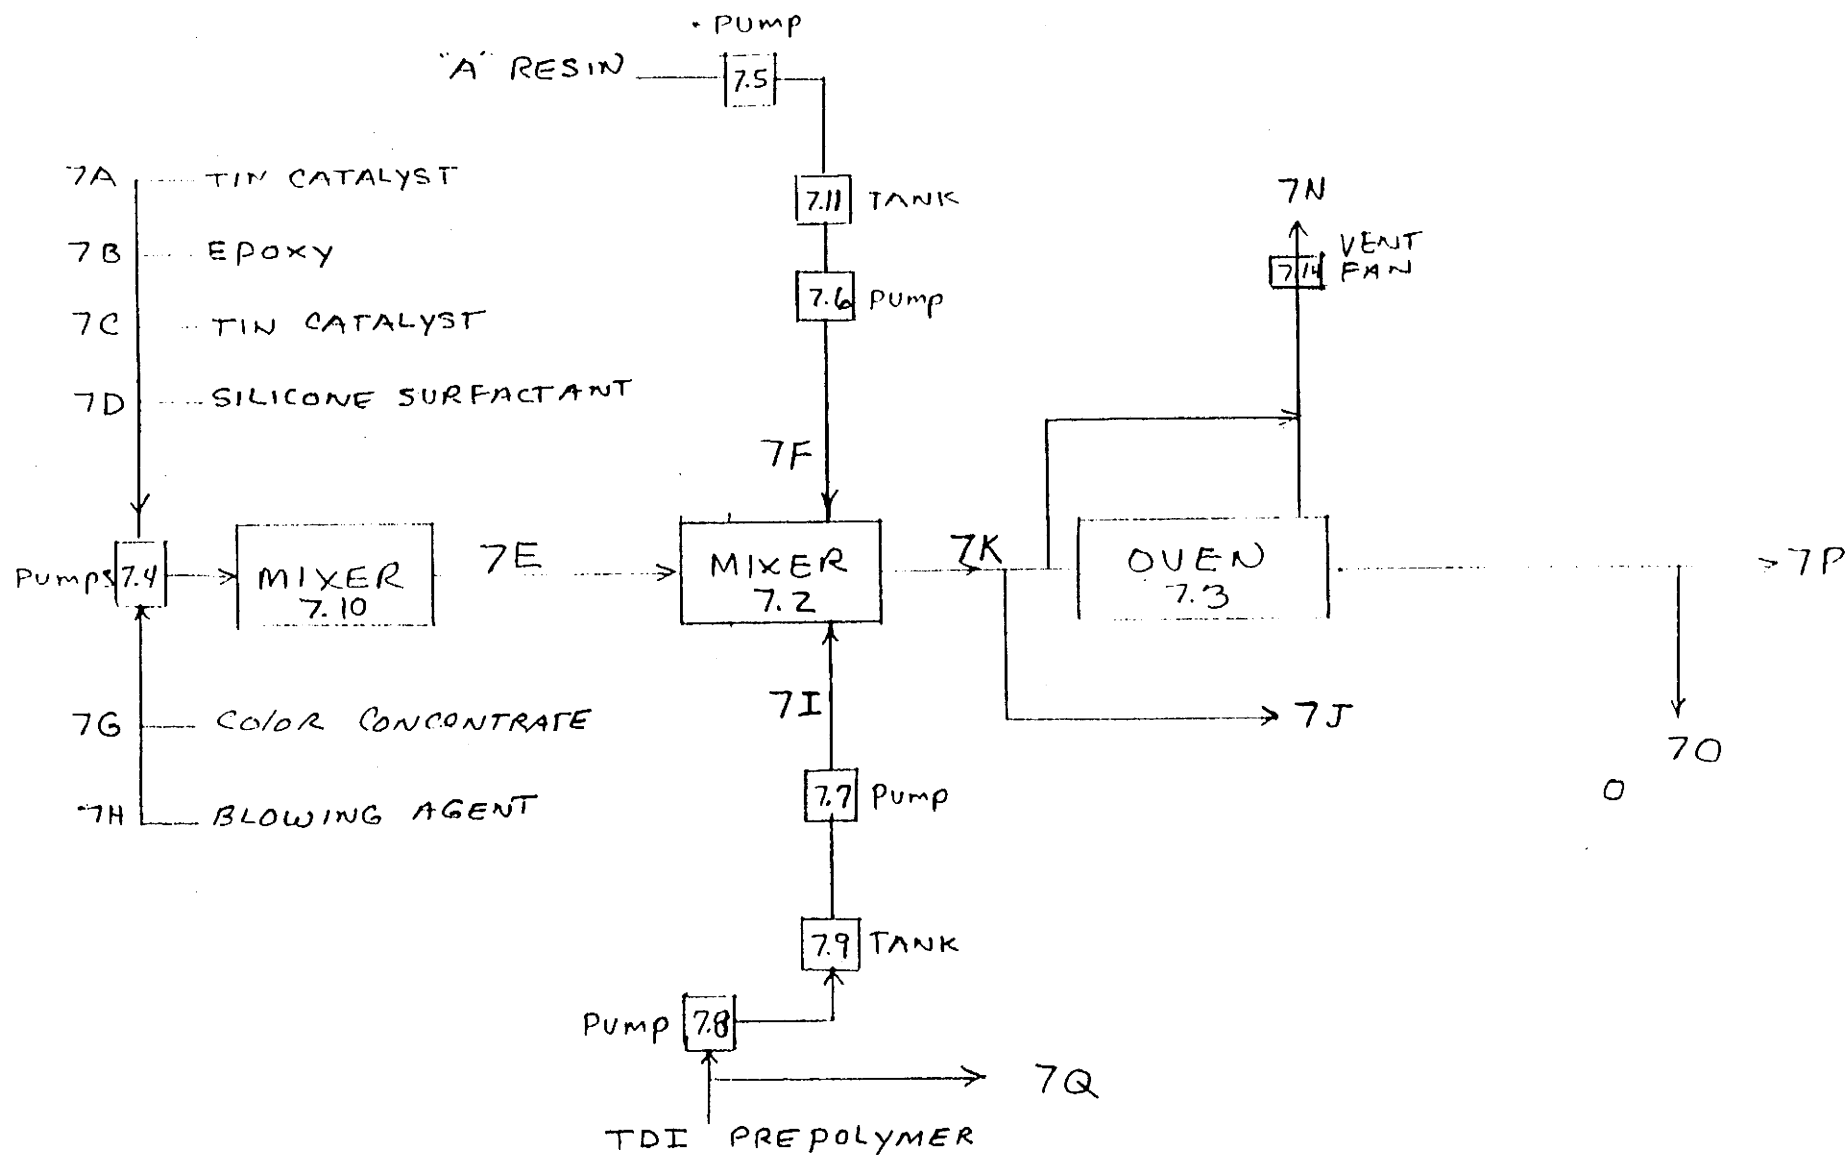 PUMP
"A" RESIN
7.5
7A TIN CATALYST
7.11 TANK
7N
7B EPOXY
VENT
7.14 FAN
7C TIN CATALYST
7.6 PUMP
7D SILICONE SURFACTANT
7F
PUMPS 7.4
MIXER
7.10
7E
MIXER
7.2
7K
OVEN
7.3
7P
7G COLOR CONCONTRATE
7I
7J
7O
O
7H BLOWING AGENT
7.7 PUMP
7.9 TANK
PUMP 7.8
7Q
TDI PREPOLYMER